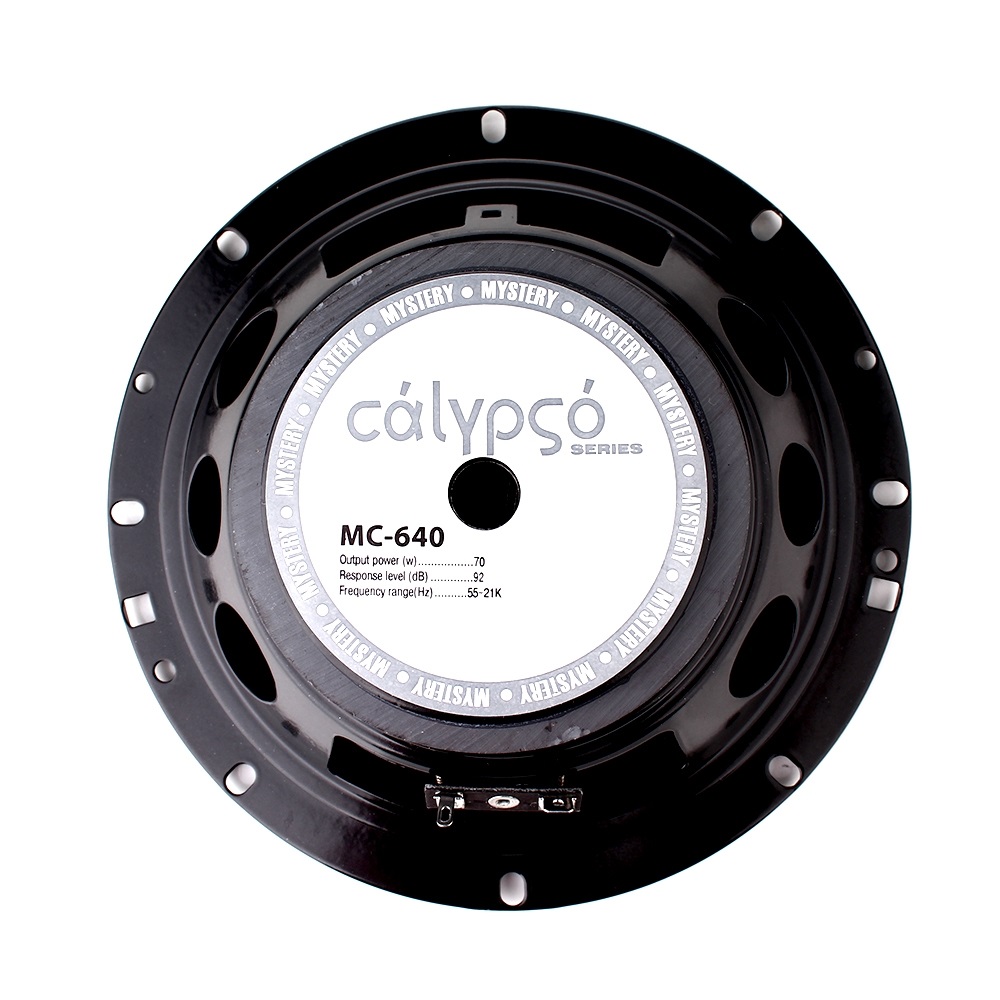 MYSTERY • MYSTERY • MYSTERY • MYSTERY • MYSTERY • MYSTERY • MYSTERY • MYSTERY • MYSTERY • MYSTERY • MYSTERY • MYSTERY •
cályp𝑠ó
SERIES
MC-640
Output power (w)................70
Response level (dB) .............92
Frequency range(Hz)..........55-21K